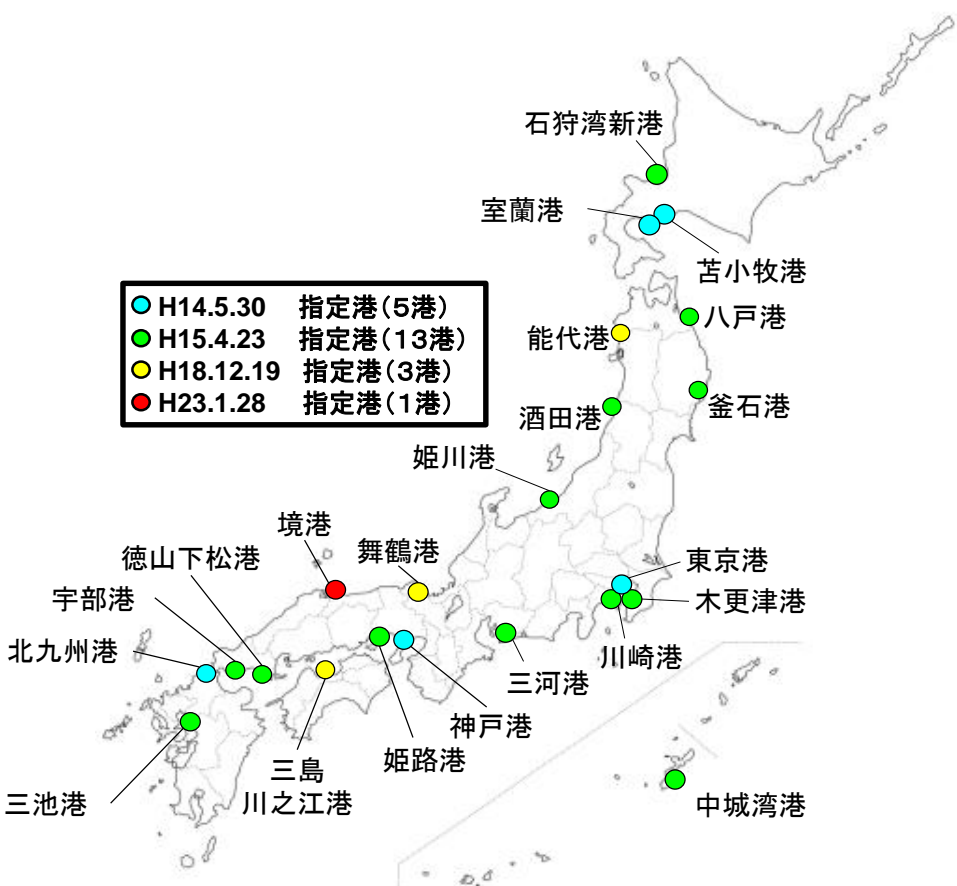 石狩湾新港
室蘭港
苫小牧港
H14.5.30 指定港(5港)
H15.4.23 指定港(13港)
H18.12.19 指定港(3港)
H23.1.28 指定港(1港)
八戸港
能代港
釜石港
酒田港
姫川港
境港
舞鶴港
徳山下松港
東京港
宇部港
木更津港
北九州港
川崎港
三河港
神戸港
姫路港
三島
川之江港
三池港
中城湾港